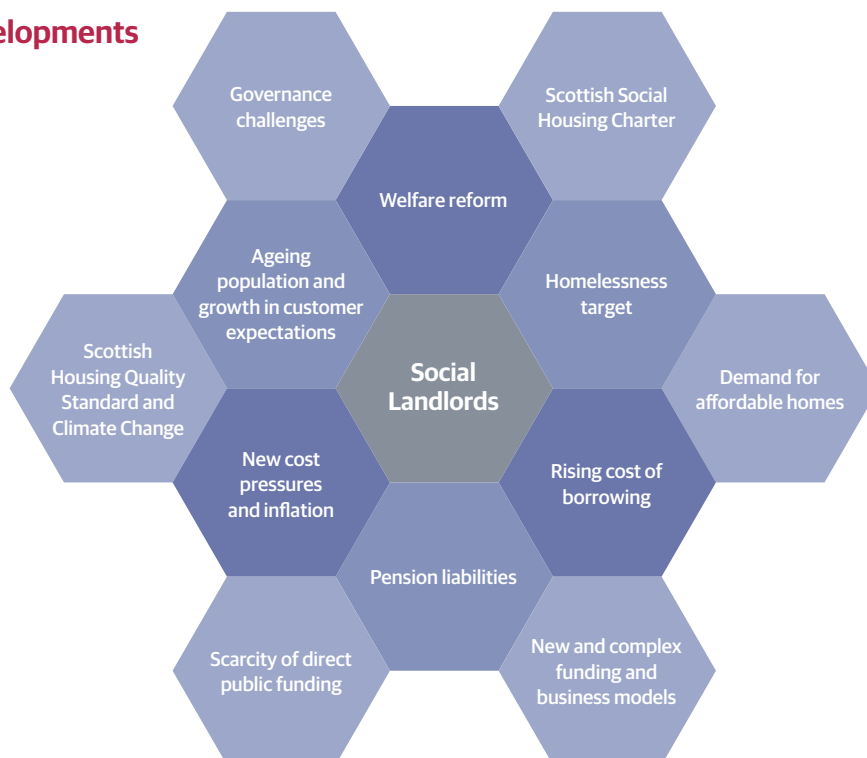 elopments
Governance
challenges
Scottish Social
Housing Charter
Welfare reform
Ageing
population and
growth in customer
expectations
Homelessness
target
Scottish
Housing Quality
Standard and
Climate Change
Social
Landlords
Demand for
affordable homes
New cost
pressures
and inflation
Rising cost of
borrowing
Pension liabilities
Scarcity of direct
public funding
New and complex
funding and
business models